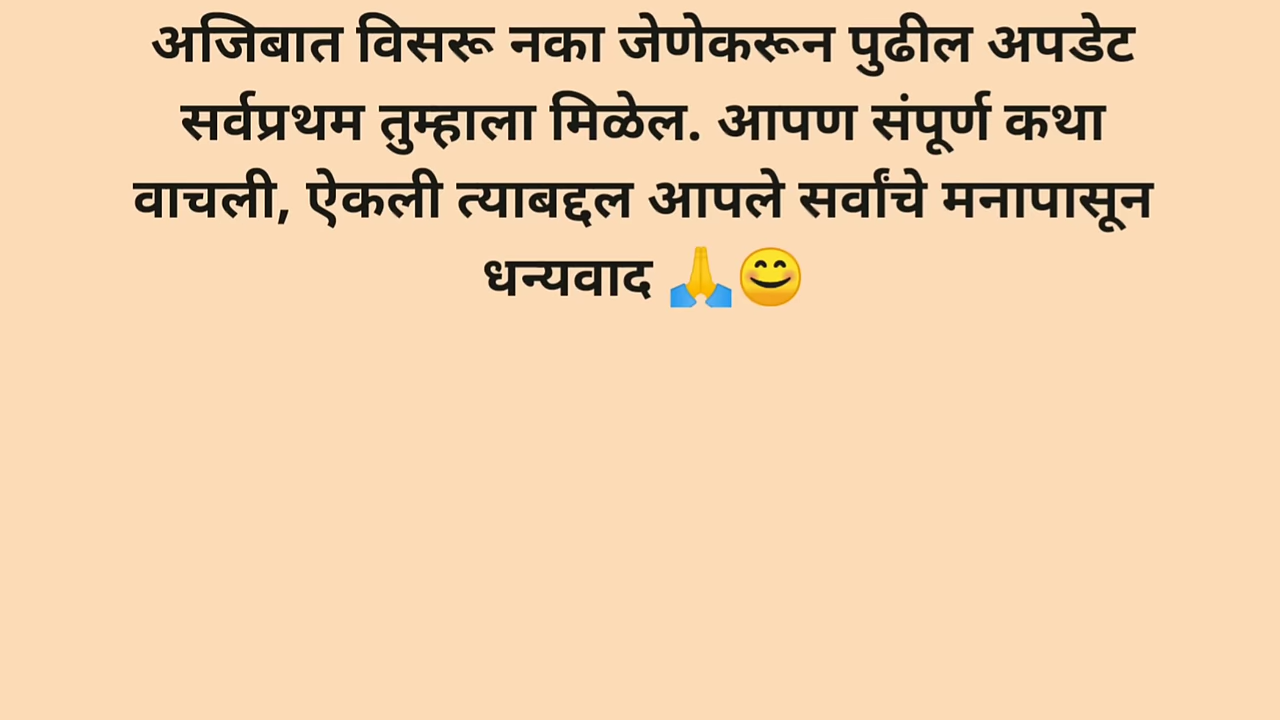 अजिबात विसरू नका जेणेकरून पुढील अपडेट
सर्वप्रथम तुम्हाला मिळेल. आपण संपूर्ण कथा
वाचली, ऐकली त्याबद्दल आपले सर्वांचे मनापासून
धन्यवाद 🙏😊